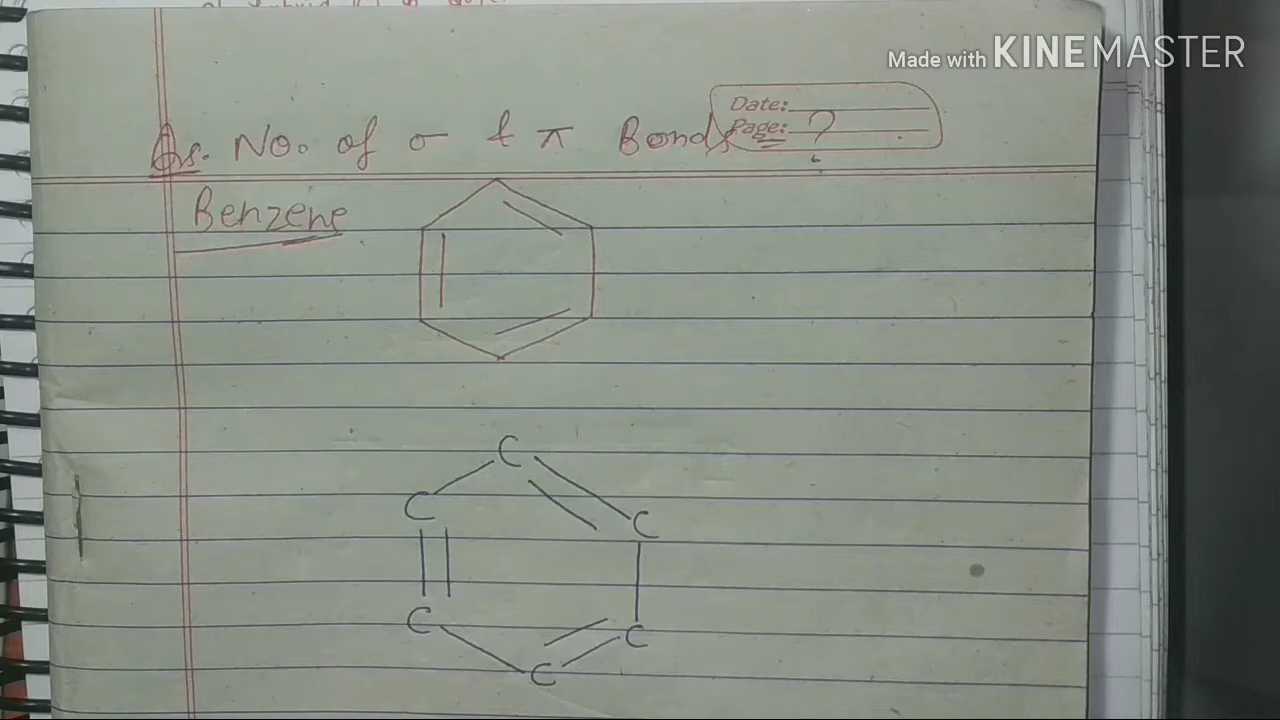 Made with KINEMASTER
Date:
Page:
Qs. No. of σ & π Bonds ?
Benzene
C
C C
C C
C